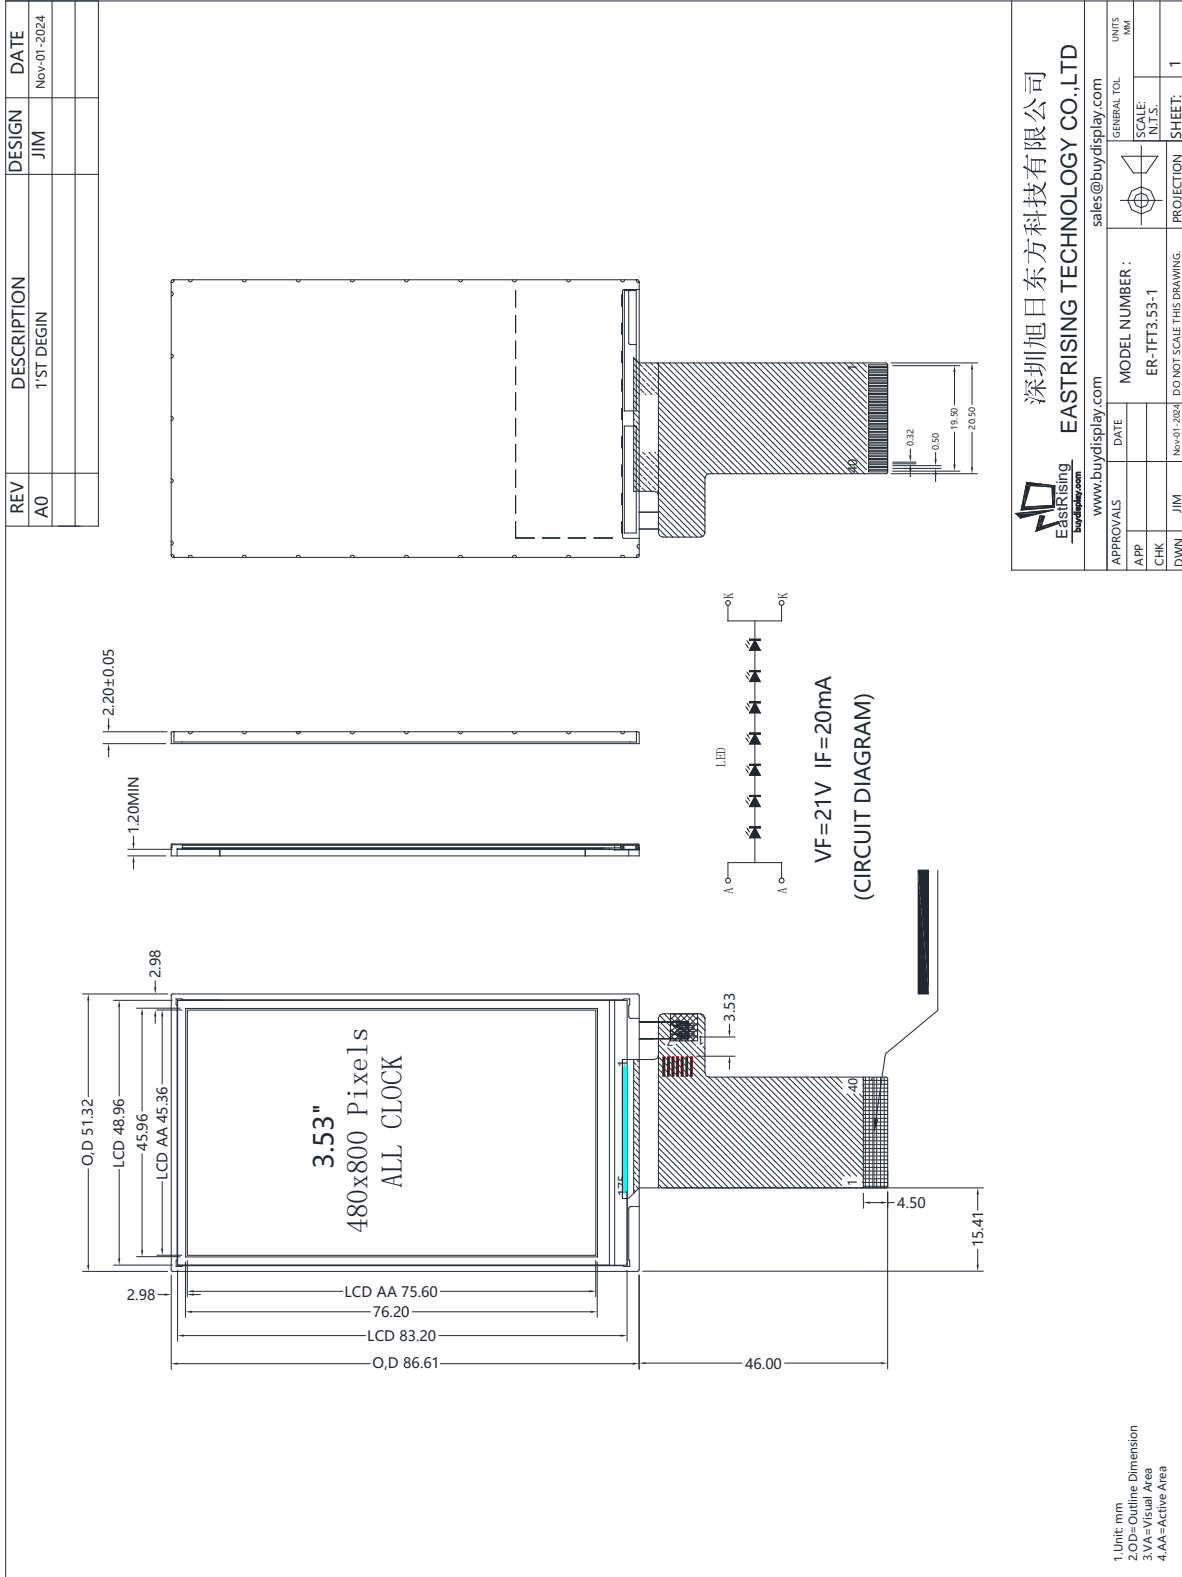 REV DESCRIPTION DESIGN DATE
A0 1'ST DEGIN JIM Nov-01-2024
2.20±0.05
1.20MIN
O,D 51.32
LCD 48.96
45.96
LCD AA 45.36
2.98
2.98
3.53"
480x800 Pixels
ALL CLOCK
LCD AA 75.60
76.20
LCD 83.20
O,D 86.61
46.00
3.53
1
40
4.50
15.41
LED
A
A
K
K
VF=21V IF=20mA
(CIRCUIT DIAGRAM)
40
1
0.32
0.50
19.50
20.50
1.Unit: mm
2.OD=Outline Dimension
3.VA=Visual Area
4.AA=Active Area
EastRising
buydisplay.com
深圳旭日东方科技有限公司
EASTRISING TECHNOLOGY CO.,LTD
www.buydisplay.com sales@buydisplay.com
APPROVALS DATE
APP
CHK
DWN JIM Nov-01-2024
MODEL NUMBER :
ER-TFT3.53-1
DO NOT SCALE THIS DRAWING.
PROJECTION
GENERAL TOL
UNITS
MM
SCALE:
N.T.S.
SHEET: 1